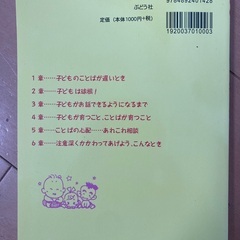 ぶどう社
定価(本体1000円+税)
1920037010003
1章……子どものことばが遅いとき
2章……子どもは俳優!
3章……子どもがお話できるようになるまで
4章……子どもが育つこと、ことばが育つこと
5章……ことばの心配……あれこれ相談
6章……注意深くかかわってあげよう、こんなとき